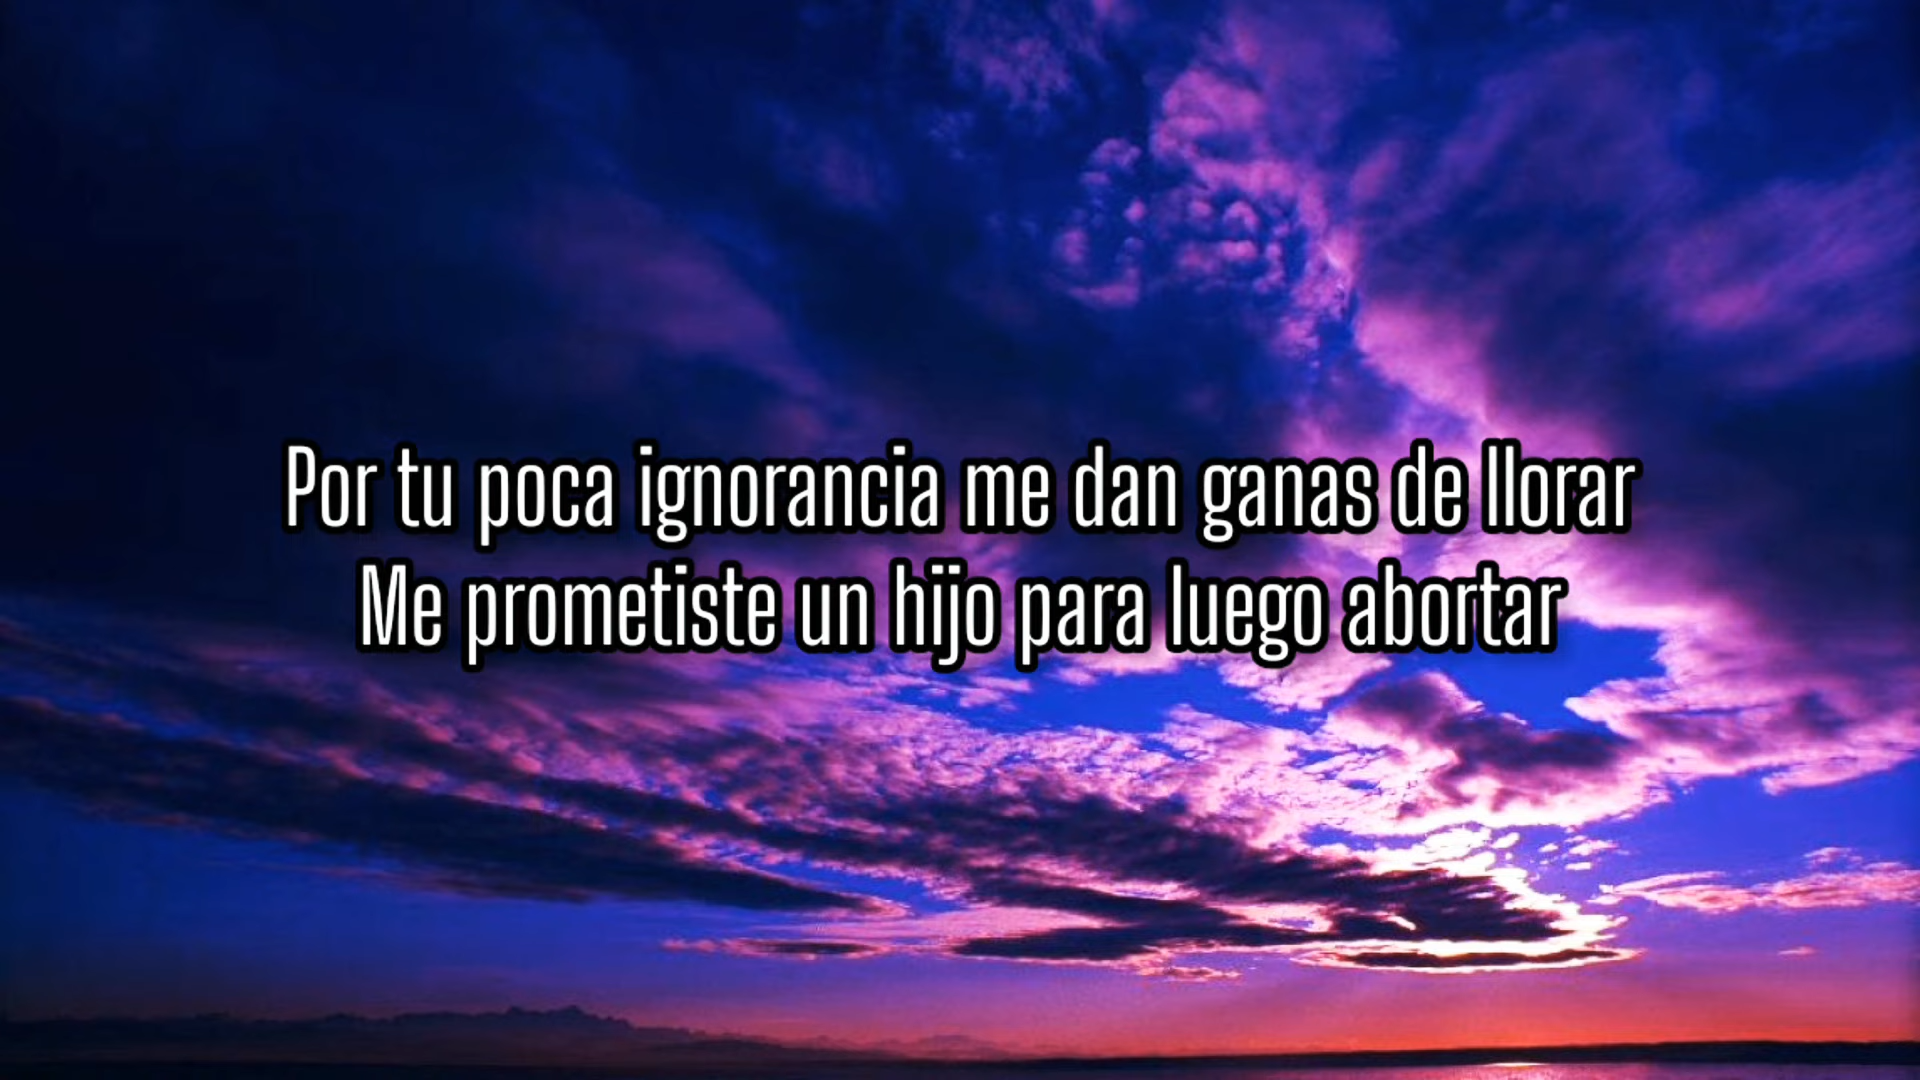 Por tu poca ignorancia me dan ganas de llorar
Me prometiste un hijo para luego abortar